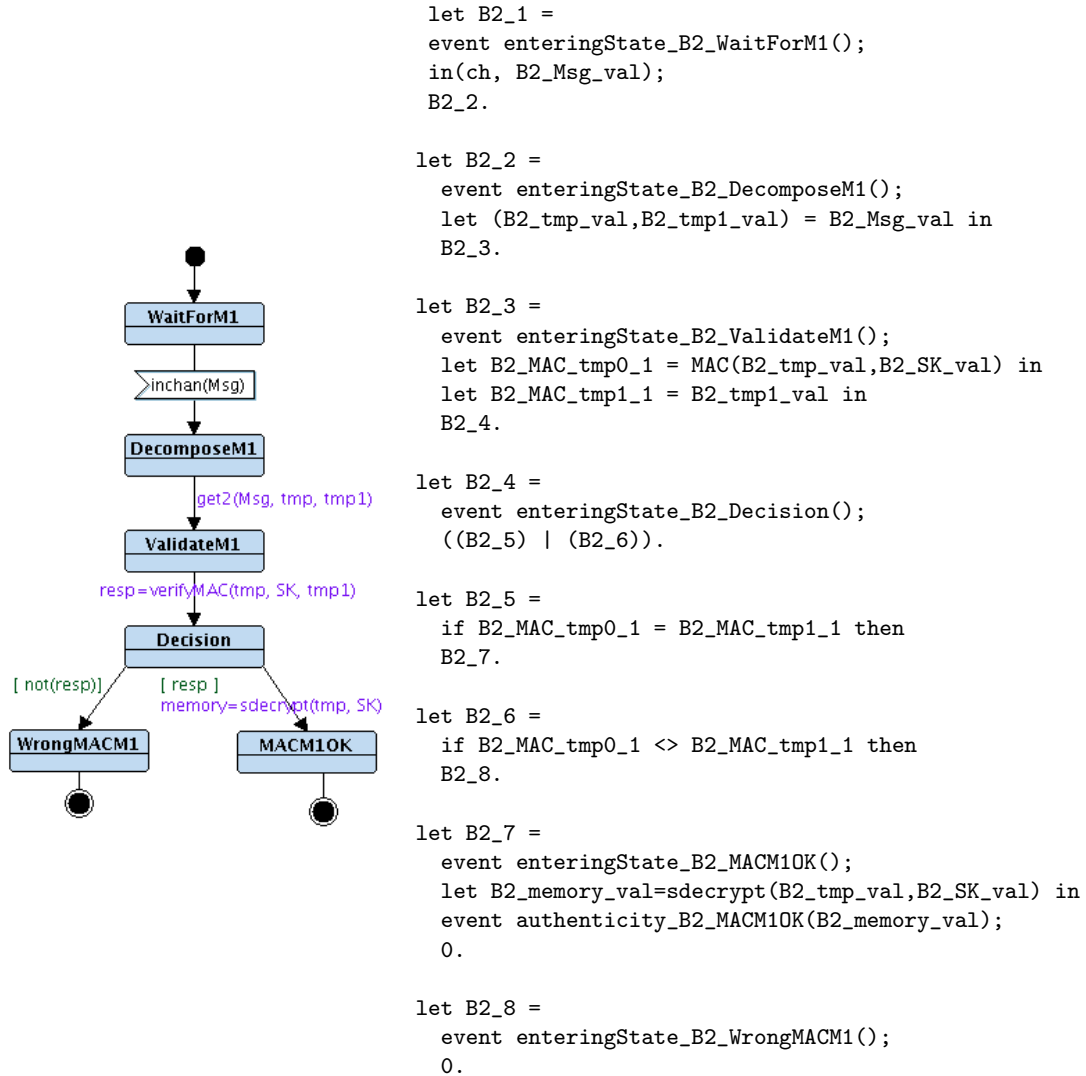 WaitForM1
inchan(Msg)
DecomposeM1
get2(Msg, tmp, tmp1)
ValidateM1
resp=verifyMAC(tmp, SK, tmp1)
Decision
[ not(resp)]
[ resp ]
memory=sdecrypt(tmp, SK)
WrongMACM1
MACM1OK
let B2_1 =
event enteringState_B2_WaitForM1();
in(ch, B2_Msg_val);
B2_2.
let B2_2 =
event enteringState_B2_DecomposeM1();
let (B2_tmp_val,B2_tmp1_val) = B2_Msg_val in
B2_3.
let B2_3 =
event enteringState_B2_ValidateM1();
let B2_MAC_tmp0_1 = MAC(B2_tmp_val,B2_SK_val) in
let B2_MAC_tmp1_1 = B2_tmp1_val in
B2_4.
let B2_4 =
event enteringState_B2_Decision();
((B2_5) | (B2_6)).
let B2_5 =
if B2_MAC_tmp0_1 = B2_MAC_tmp1_1 then
B2_7.
let B2_6 =
if B2_MAC_tmp0_1 <> B2_MAC_tmp1_1 then
B2_8.
let B2_7 =
event enteringState_B2_MACM1OK();
let B2_memory_val=sdecrypt(B2_tmp_val,B2_SK_val) in
event authenticity_B2_MACM1OK(B2_memory_val);
0.
let B2_8 =
event enteringState_B2_WrongMACM1();
0.